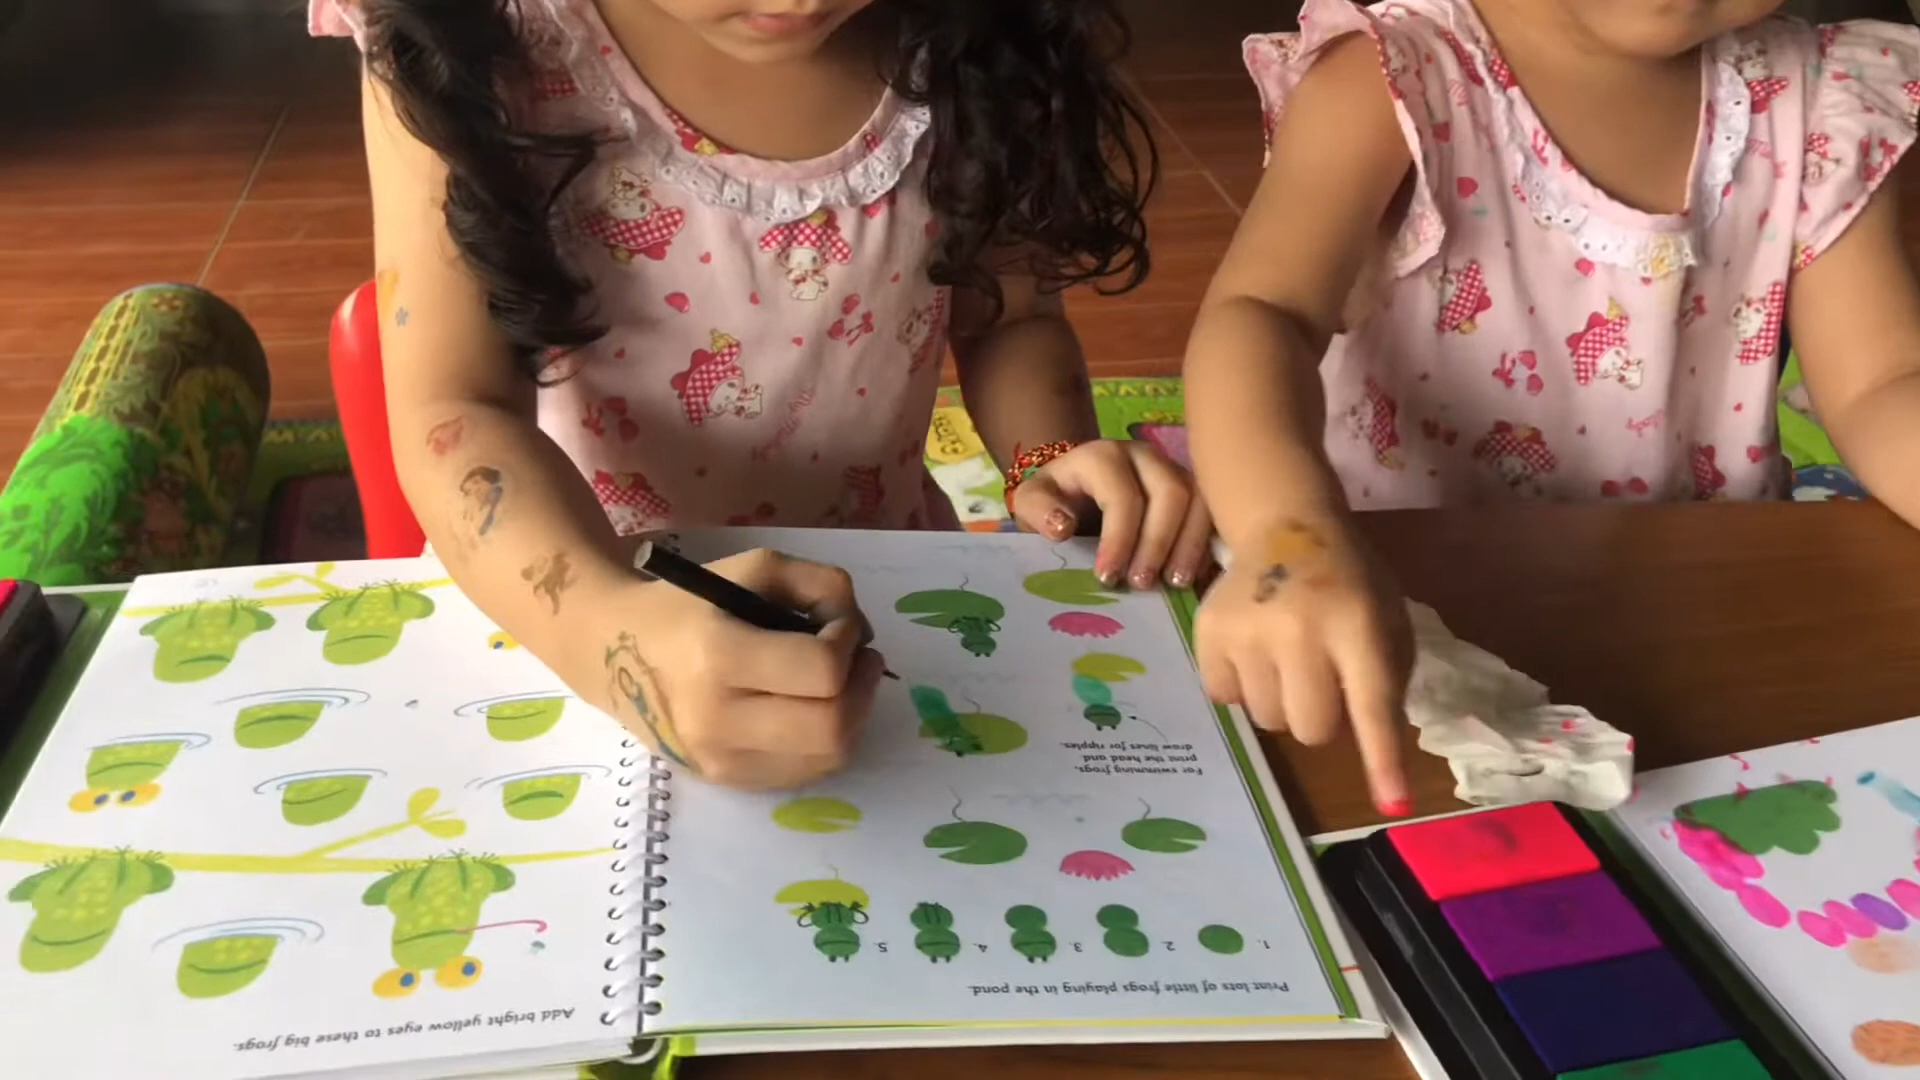 Add bright yellow eyes to these big frogs.
Print lots of little frogs playing in the pond.
1.
2.
3.
4.
5.
For swimming frogs,
print the head and
draw lines for ripples.